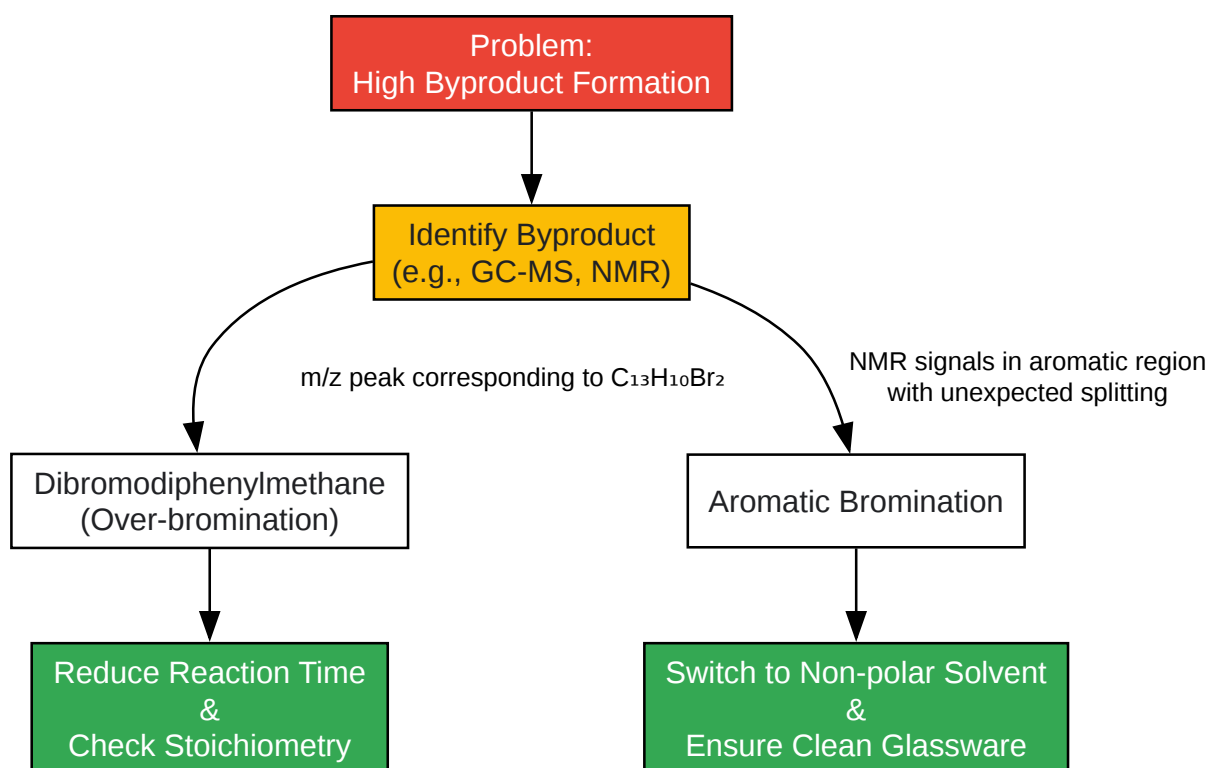 Problem:
High Byproduct Formation
Identify Byproduct
(e.g., GC-MS, NMR)
m/z peak corresponding to C₁₃H₁₀Br₂
NMR signals in aromatic region
with unexpected splitting
Dibromodiphenylmethane
(Over-bromination)
Aromatic Bromination
Reduce Reaction Time
&
Check Stoichiometry
Switch to Non-polar Solvent
&
Ensure Clean Glassware